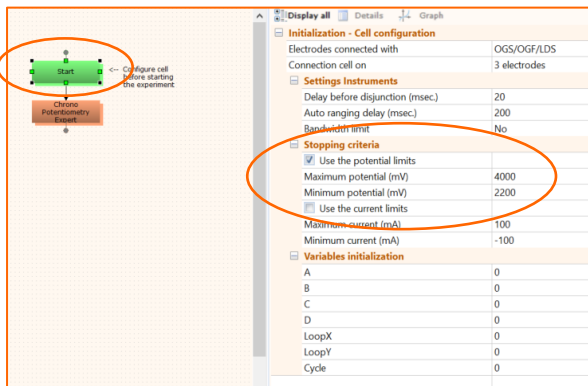 Display all Details Graph
Start
<-- Configure cell
before starting
the experiment
Chrono
Potentiometry
Expert
Initialization - Cell configuration
Electrodes connected with OGS/OGF/LDS
Connection cell on 3 electrodes
Settings Instruments
Delay before disjunction (msec.) 20
Auto ranging delay (msec.) 200
Bandwidth limit No
Stopping criteria
Use the potential limits
Maximum potential (mV) 4000
Minimum potential (mV) 2200
Use the current limits
Maximum current (mA) 100
Minimum current (mA) -100
Variables initialization
A 0
B 0
C 0
D 0
LoopX 0
LoopY 0
Cycle 0